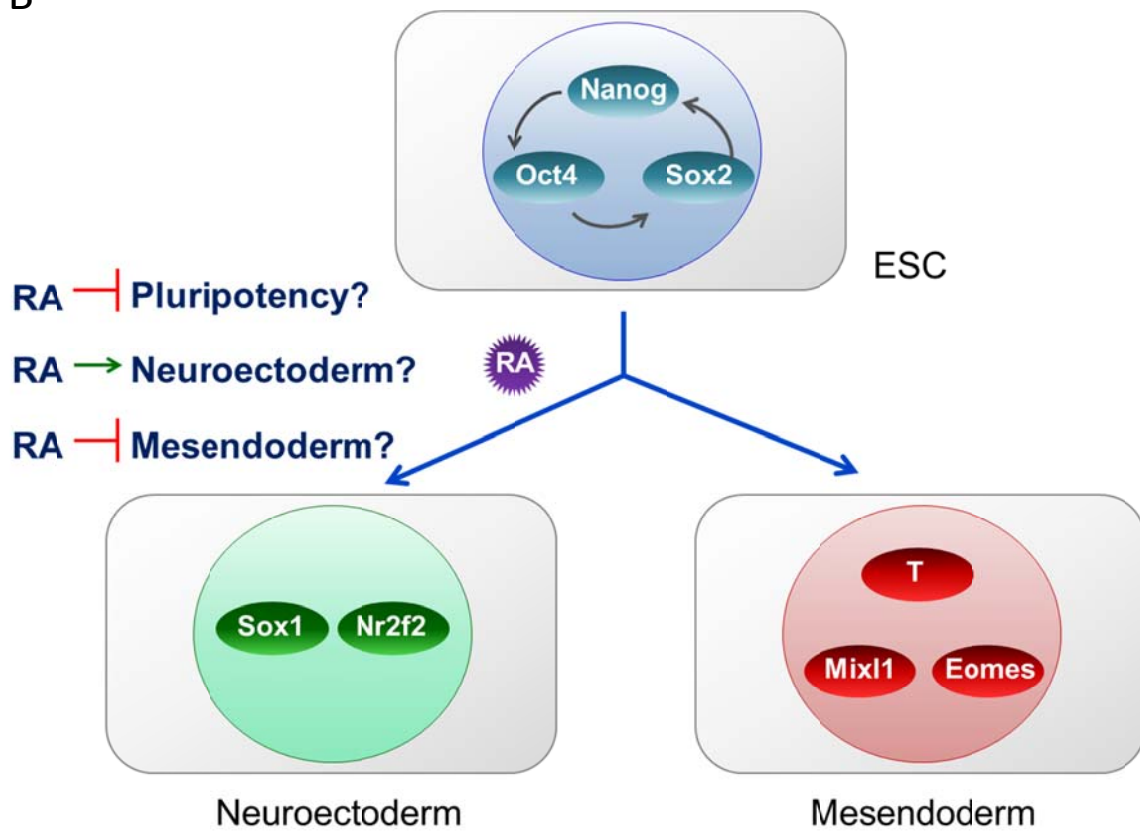 B
Nanog
Oct4
Sox2
ESC
RA Pluripotency?
RA Neuroectoderm?
RA
RA Mesendoderm?
T
Sox1 Nr2f2
Mixl1 Eomes
Neuroectoderm
Mesendoderm